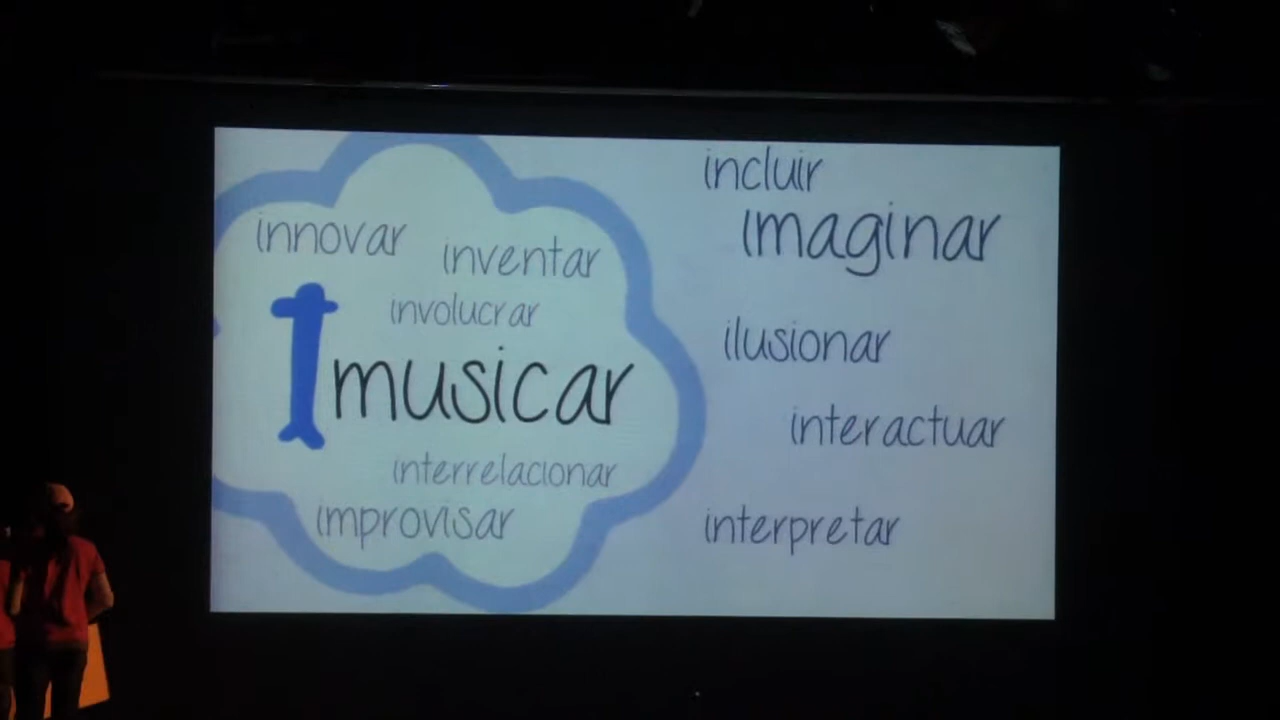 innovar
inventar
involucrar
Imusicar
interrelacionar
improvisar
incluir
imaginar
ilusionar
interactuar
interpretar